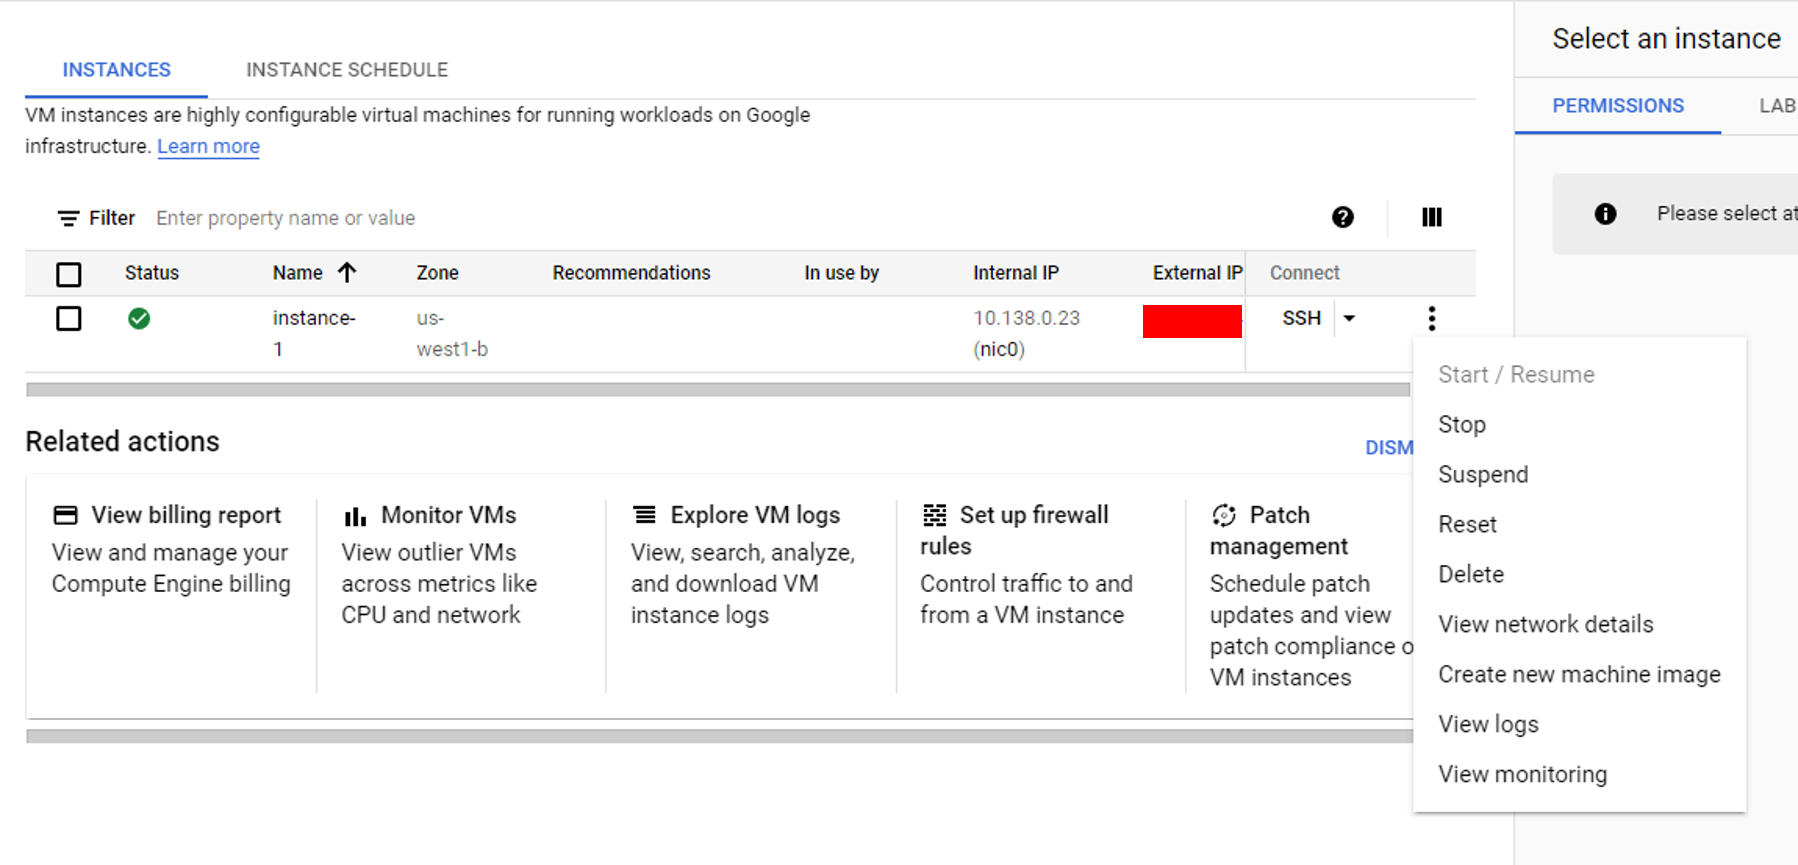 INSTANCES
INSTANCE SCHEDULE
VM instances are highly configurable virtual machines for running workloads on Google
infrastructure. Learn more
Filter Enter property name or value
Status Name Zone Recommendations In use by Internal IP External IP Connect
instance- us- 10.138.0.23 SSH
1 west1-b (nic0)
Related actions
DISM
View billing report
View and manage your
Compute Engine billing
Monitor VMs
View outlier VMs
across metrics like
CPU and network
Explore VM logs
View, search, analyze,
and download VM
instance logs
Set up firewall
rules
Control traffic to and
from a VM instance
Patch
management
Schedule patch
updates and view
patch compliance o
VM instances
Start / Resume
Stop
Suspend
Reset
Delete
View network details
Create new machine image
View logs
View monitoring
Select an instance
PERMISSIONS
LAB
Please select at